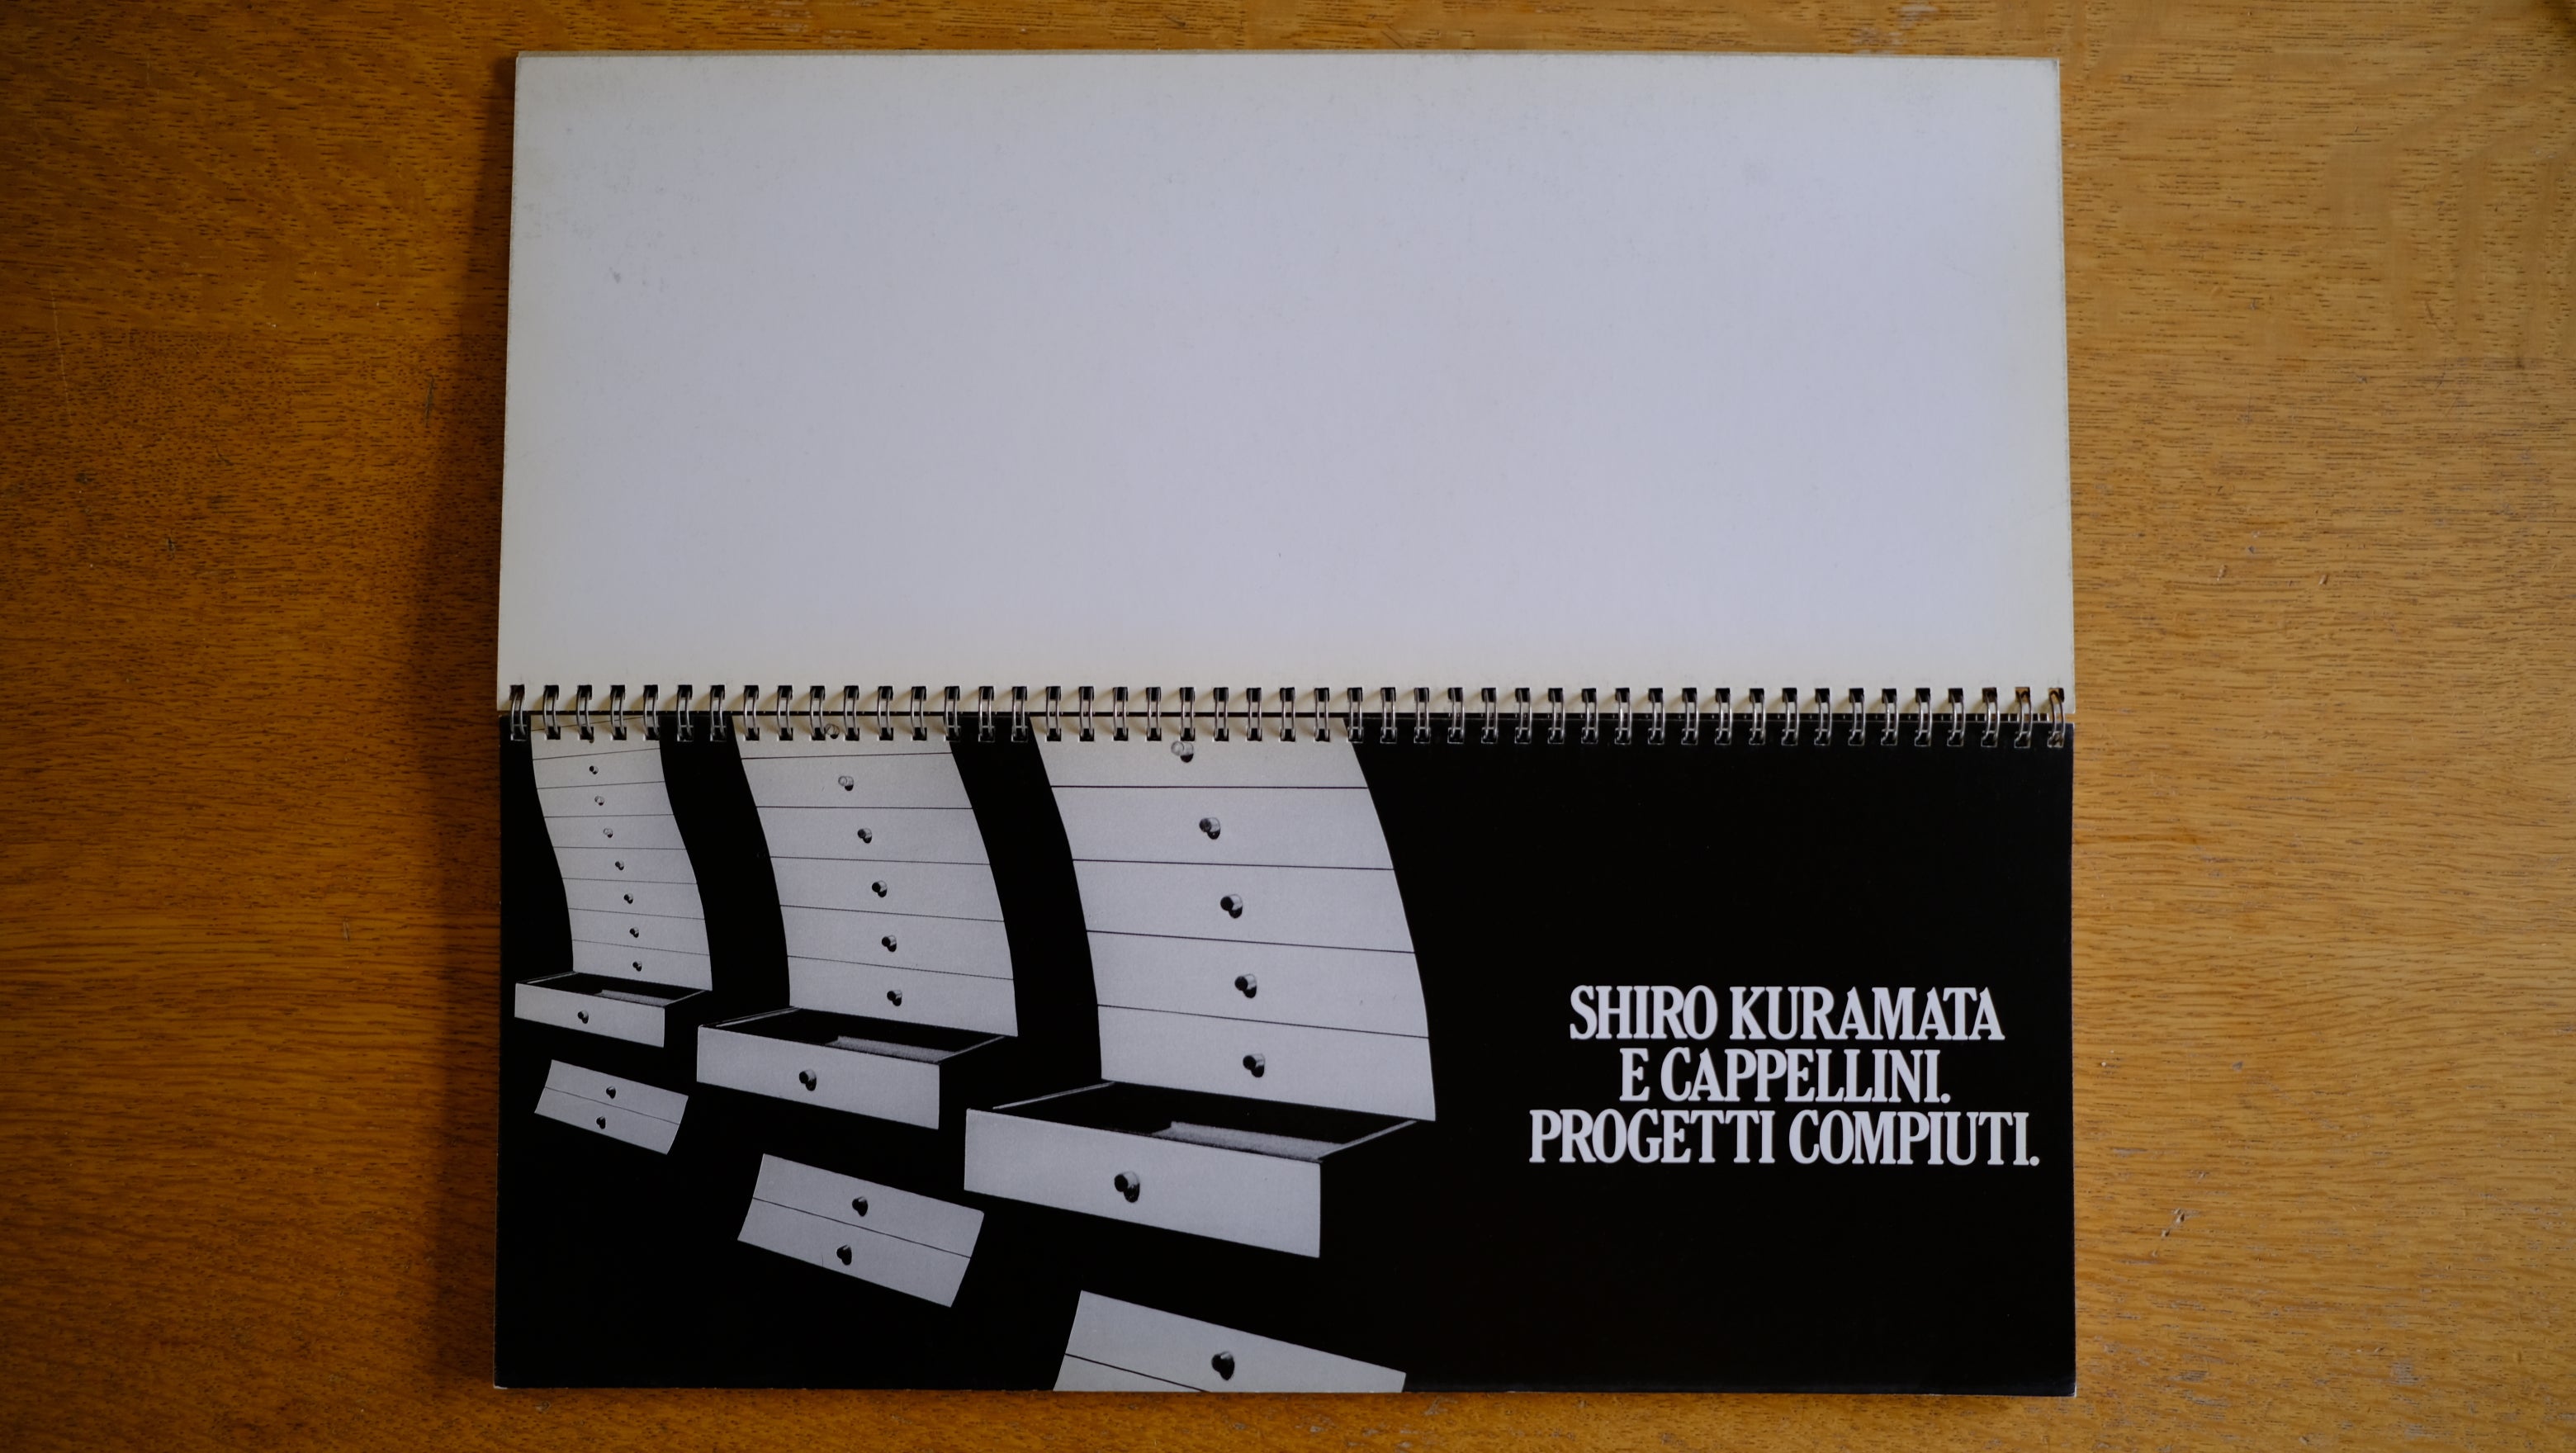 SHIRO KURAMATA
E CAPPELLINI.
PROGETTI COMPIUTI.